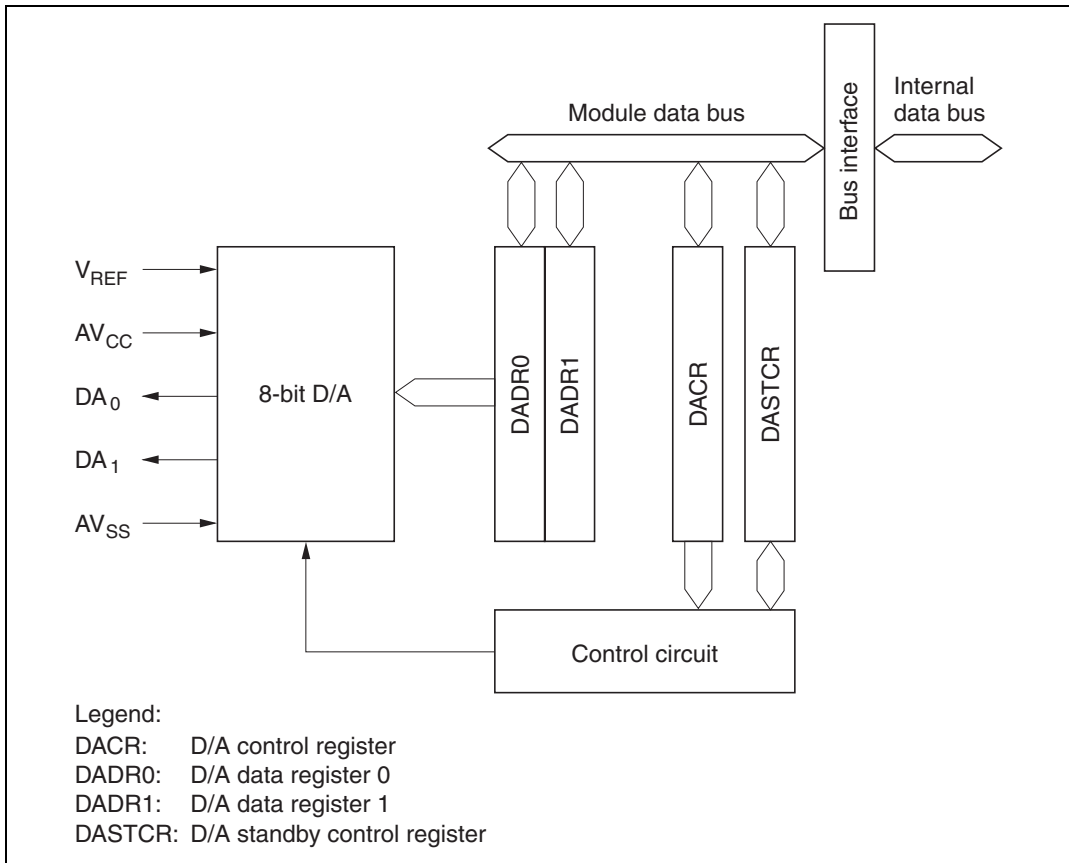 Module data bus
Internal
data bus
Bus interface
V_REF
AV_CC
DA_0
DA_1
AV_SS
8-bit D/A
DADR0
DADR1
DACR
DASTCR
Control circuit
Legend:
DACR: D/A control register
DADR0: D/A data register 0
DADR1: D/A data register 1
DASTCR: D/A standby control register